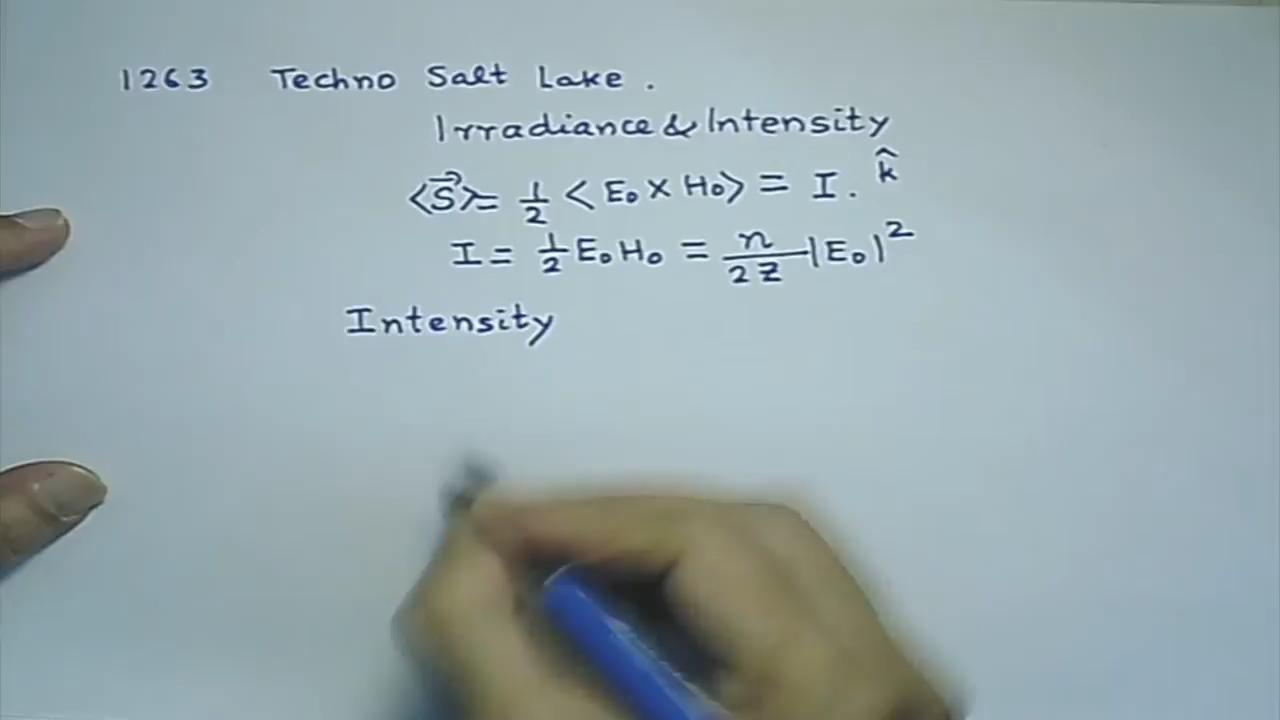 1263 Techno Salt Lake.
Irradiance & Intensity
⟨S⃗⟩ = 1/2 ⟨E₀ × H₀⟩ = I . k̂
I = 1/2 E₀H₀ = n/2Z |E₀|²
Intensity